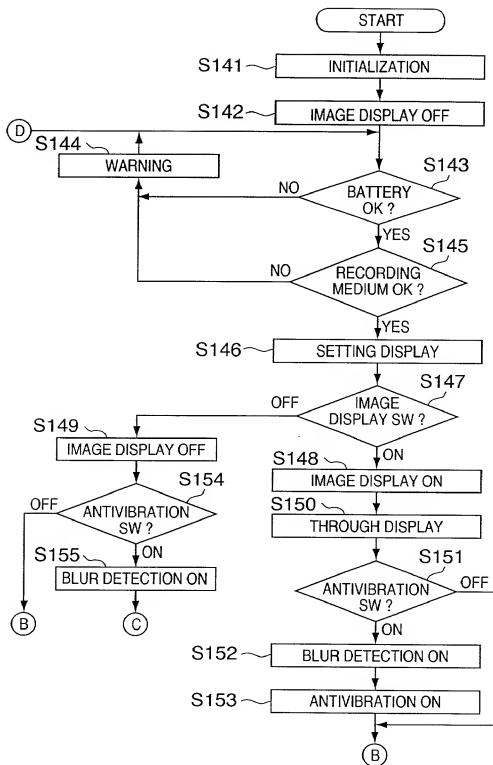 START
S141
INITIALIZATION
S142
IMAGE DISPLAY OFF
D
S144
WARNING
S143
NO
BATTERY
OK ?
YES
S145
NO
RECORDING
MEDIUM OK ?
YES
S146
SETTING DISPLAY
S147
OFF
IMAGE
DISPLAY SW ?
ON
S149
IMAGE DISPLAY OFF
S148
IMAGE DISPLAY ON
S154
OFF
ANTIVIBRATION
SW ?
ON
S150
THROUGH DISPLAY
S155
BLUR DETECTION ON
S151
ANTIVIBRATION
SW ?
OFF
ON
B
C
S152
BLUR DETECTION ON
S153
ANTIVIBRATION ON
B